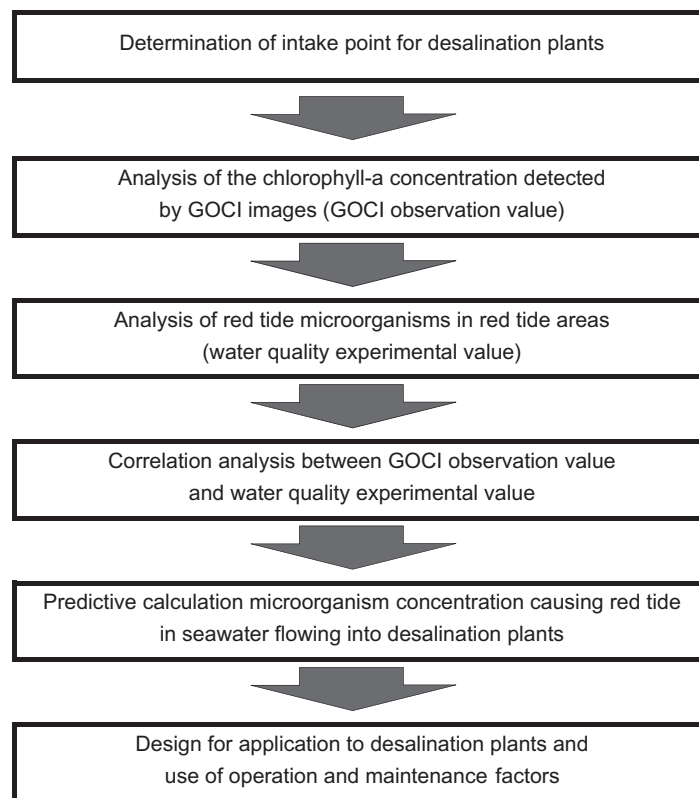 Determination of intake point for desalination plants
Analysis of the chlorophyll-a concentration detected
by GOCI images (GOCI observation value)
Analysis of red tide microorganisms in red tide areas
(water quality experimental value)
Correlation analysis between GOCI observation value
and water quality experimental value
Predictive calculation microorganism concentration causing red tide
in seawater flowing into desalination plants
Design for application to desalination plants and
use of operation and maintenance factors